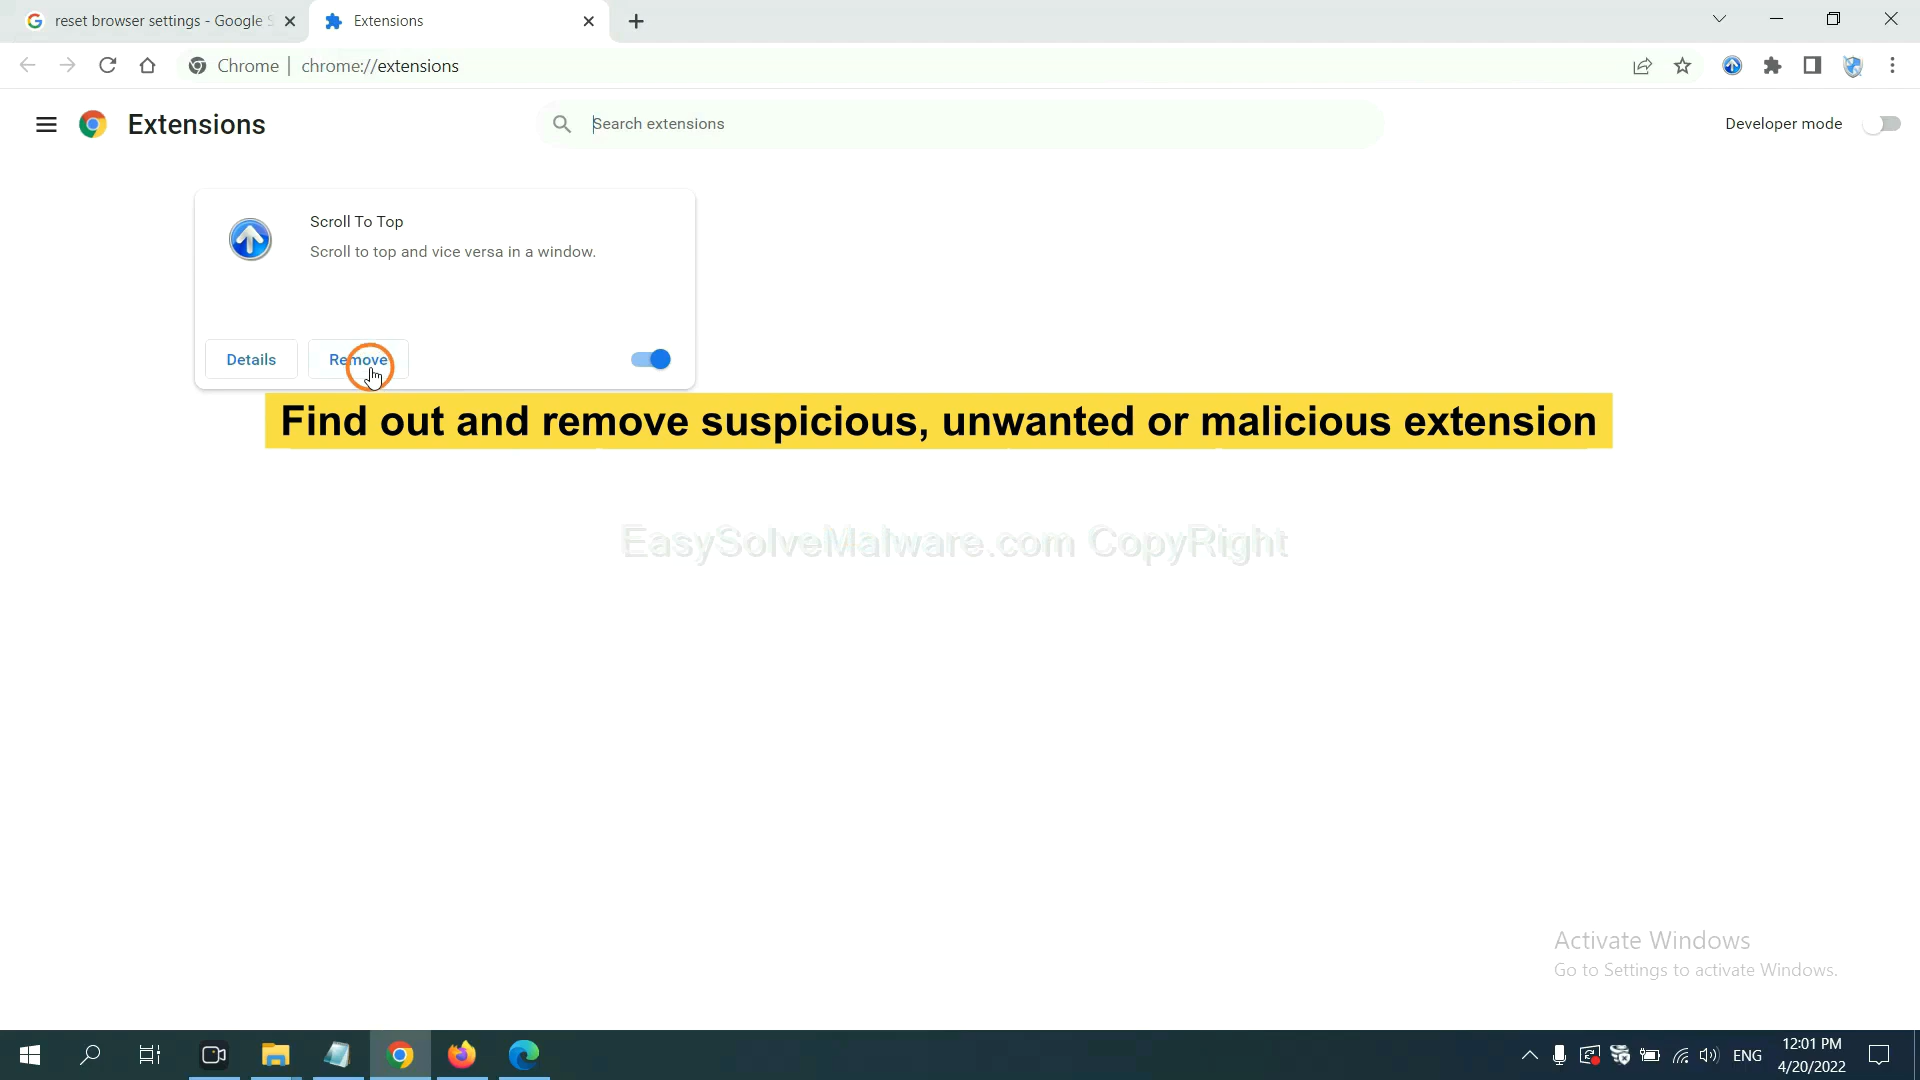 reset browser settings - Google S
Extensions
Chrome
chrome://extensions
Extensions
Search extensions
Developer mode
Scroll To Top
Scroll to top and vice versa in a window.
Details
Remove
Find out and remove suspicious, unwanted or malicious extension
EasySolveMalware.com CopyRight
Activate Windows
Go to Settings to activate Windows.
ENG
12:01 PM
4/20/2022